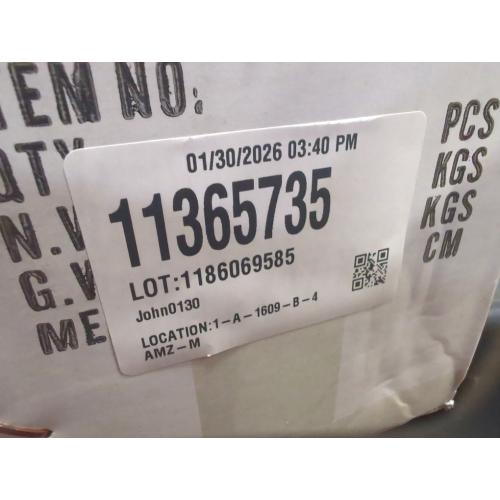 TEM NO:
QTY
N.W
G.W
ME
PCS
KGS
KGS
CM
01/30/2026 03:40 PM
11365735
LOT:1186069585
John0130
LOCATION:1-A-1609-B-4
AMZ-M